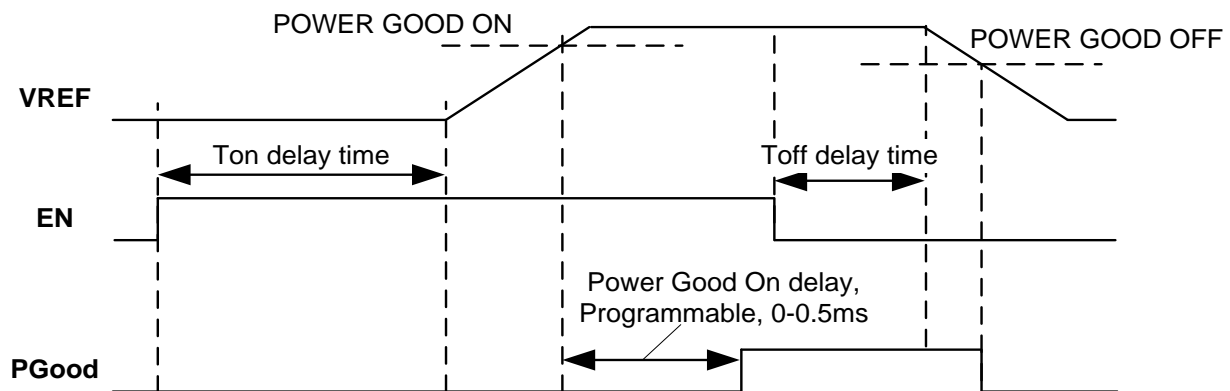 POWER GOOD ON
POWER GOOD OFF
VREF
Ton delay time
Toff delay time
EN
Power Good On delay,
Programmable, 0-0.5ms
PGood